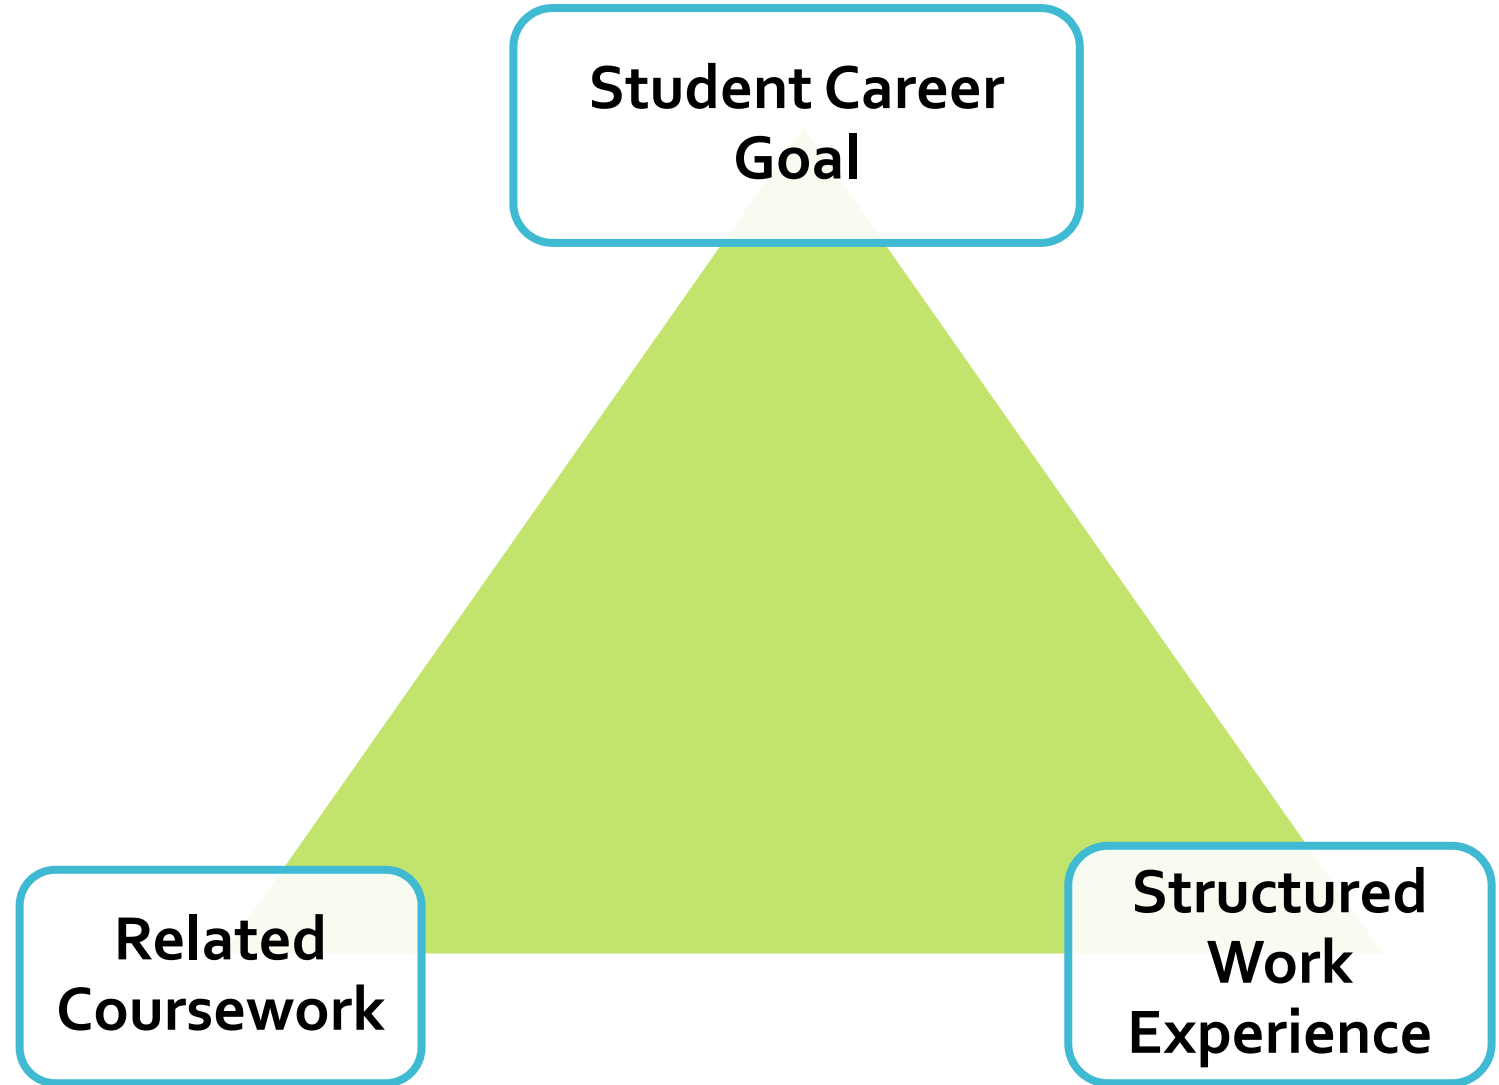 Student Career
Goal
Related
Coursework
Structured
Work
Experience